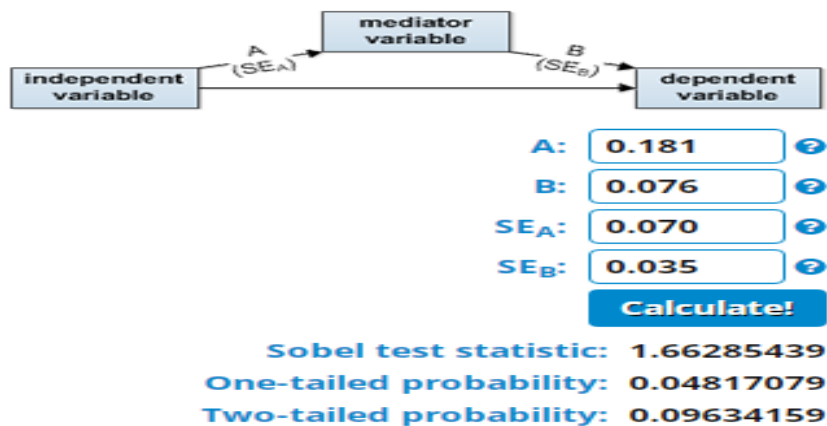 mediator
variable
A
(SEA)
B
(SEB)
independent
variable
dependent
variable
A: 0.181 ?
B: 0.076 ?
SEA: 0.070 ?
SEB: 0.035 ?
Calculate!
Sobel test statistic: 1.66285439
One-tailed probability: 0.04817079
Two-tailed probability: 0.09634159